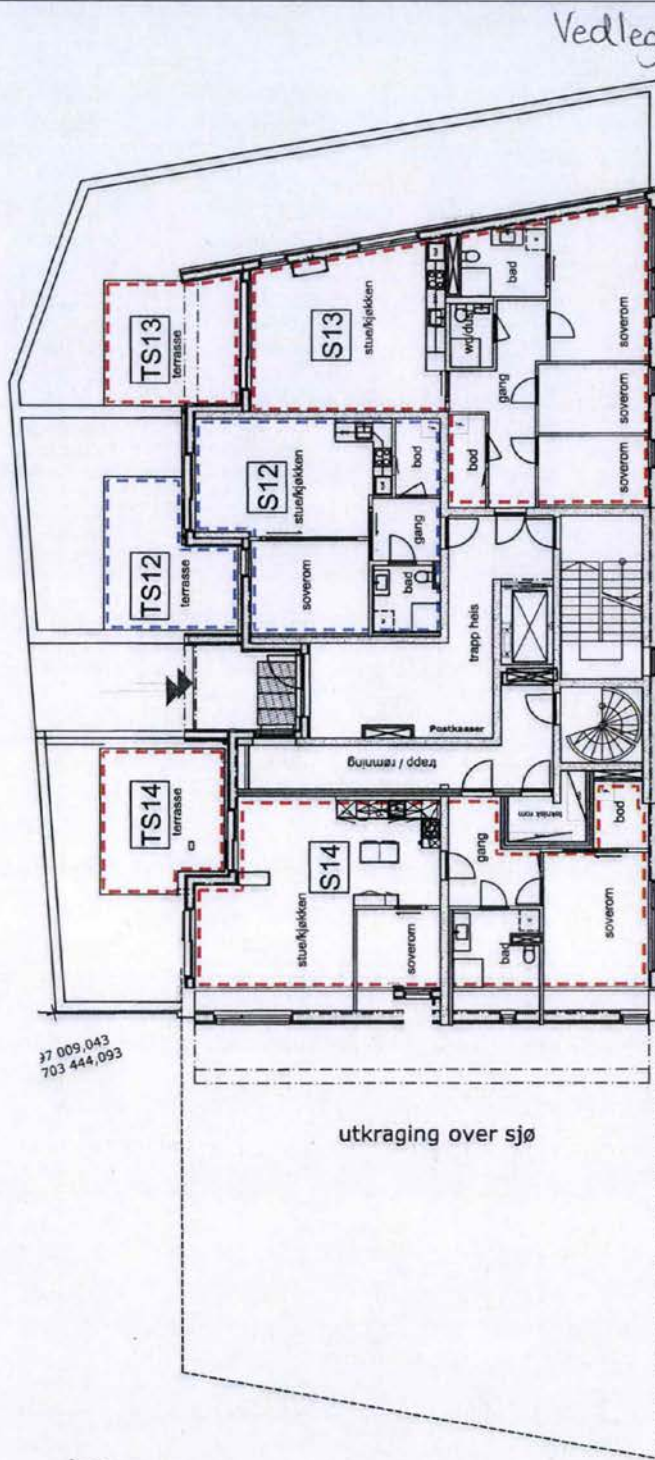 Vedleg
TS13
terrasse
S13
stue/kjøkken
bad
wc/dusj
gang
bod
soverom
soverom
soverom
TS12
terrasse
S12
stue/kjøkken
bod
gang
bad
soverom
trapp heis
Postkasser
trapp / rømning
TS14
terrasse
S14
stue/kjøkken
gang
teknisk rom
bod
soverom
bad
soverom
97 009,043
703 444,093
utkraging over sjø